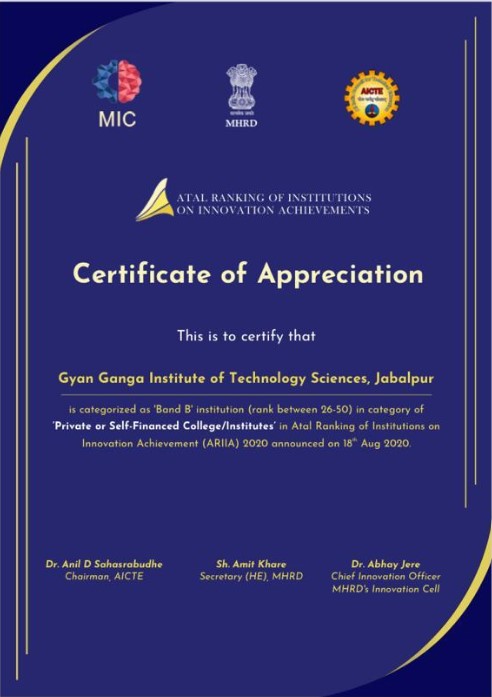 MIC
MHRD
AICTE
ATAL RANKING OF INSTITUTIONS
ON INNOVATION ACHIEVEMENTS
Certificate of Appreciation
This is to certify that
Gyan Ganga Institute of Technology Sciences, Jabalpur
is categorized as 'Band B' institution (rank between 26-50) in category of
'Private or Self-Financed College/Institutes' in Atal Ranking of Institutions on
Innovation Achievement (ARIIA) 2020 announced on 18th Aug 2020.
Dr. Anil D Sahasrabudhe
Chairman, AICTE
Sh. Amit Khare
Secretary (HE), MHRD
Dr. Abhay Jere
Chief Innovation Officer
MHRD's Innovation Cell